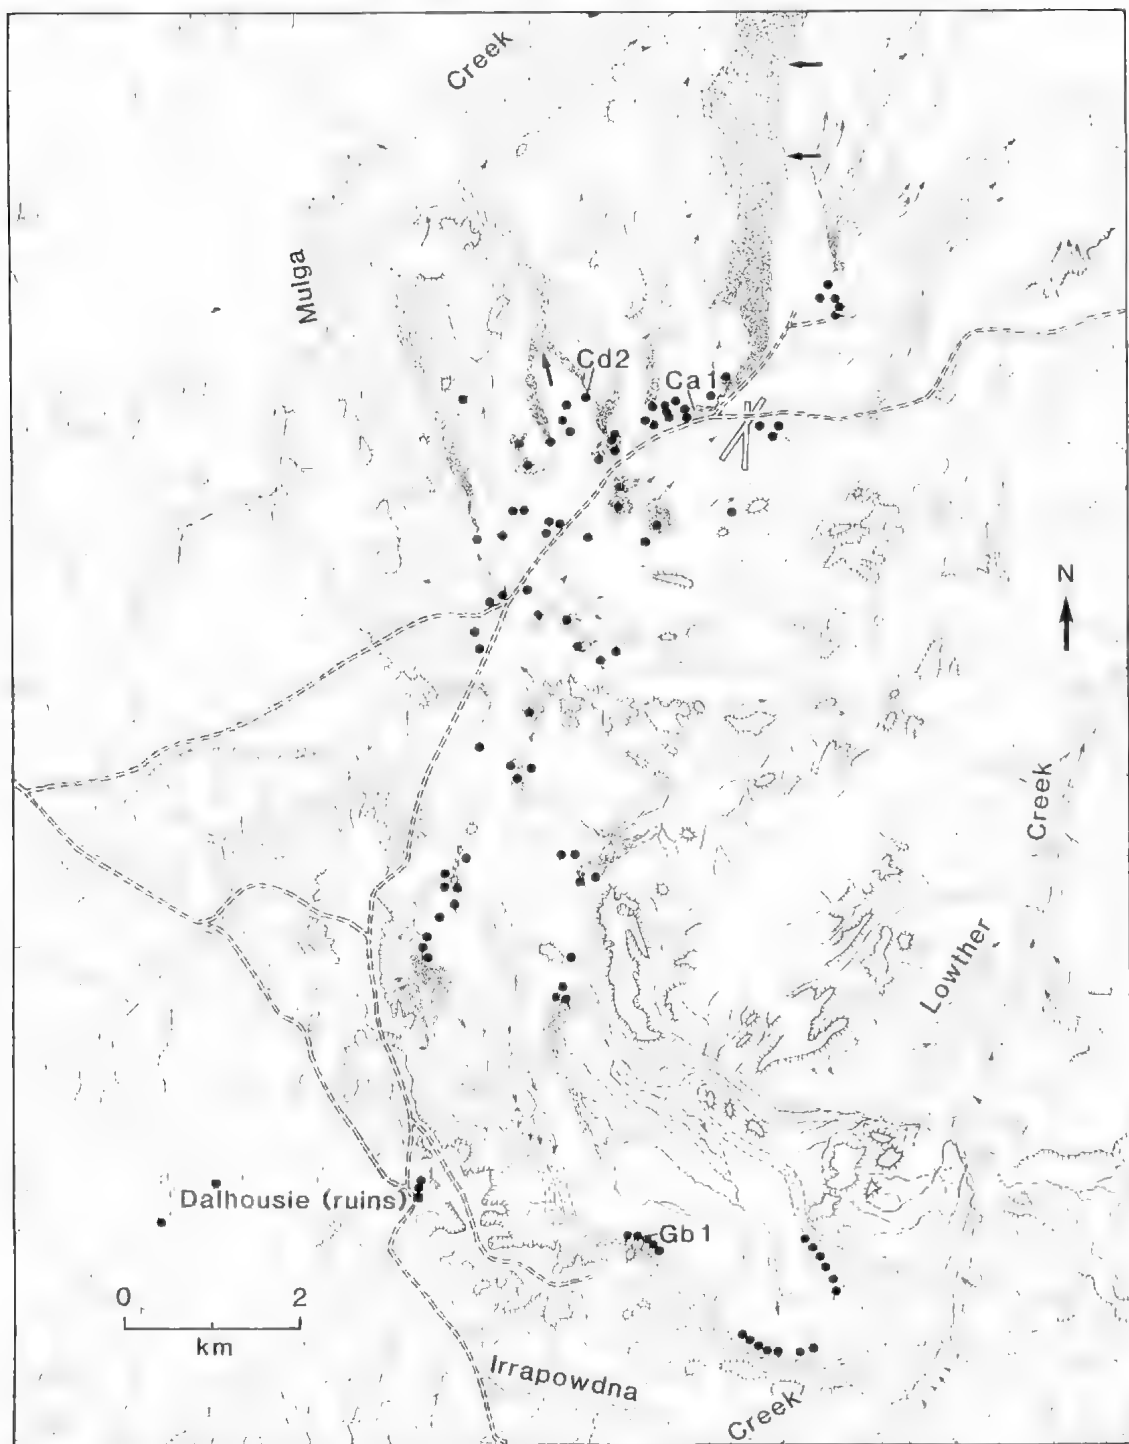 Creek
Mulga
Cd2
Ca1
N
Creek
Lowther
Dalhousie (ruins)
Gb1
0 2
km
Irrapowdna
Creek